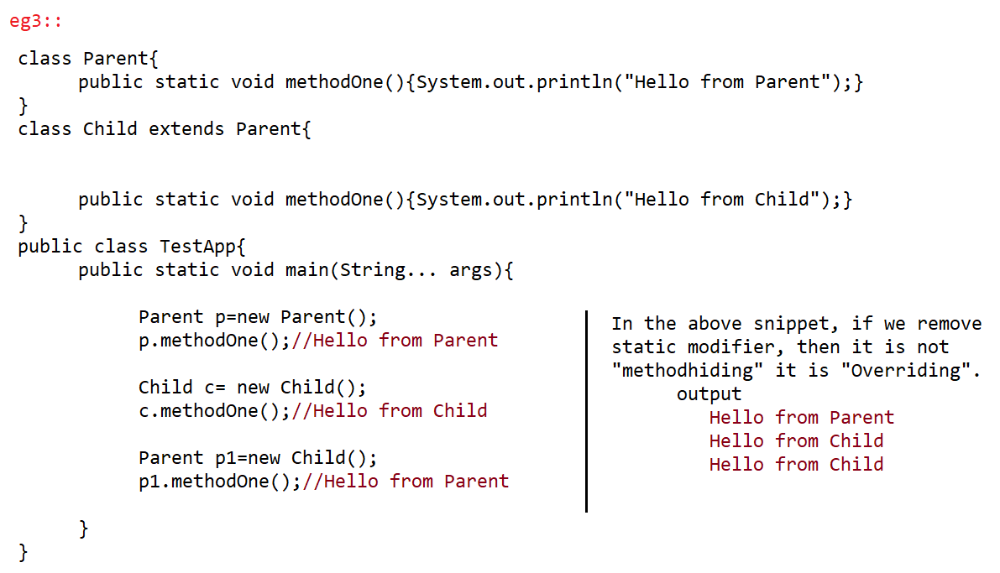 eg3::
class Parent{
public static void methodOne(){System.out.println("Hello from Parent");}
}
class Child extends Parent{
public static void methodOne(){System.out.println("Hello from Child");}
}
public class TestApp{
public static void main(String... args){
Parent p=new Parent();
p.methodOne();//Hello from Parent
Child c= new Child();
c.methodOne();//Hello from Child
Parent p1=new Child();
p1.methodOne();//Hello from Parent
}
}
In the above snippet, if we remove
static modifier, then it is not
"methodhiding" it is "Overriding".
output
Hello from Parent
Hello from Child
Hello from Child